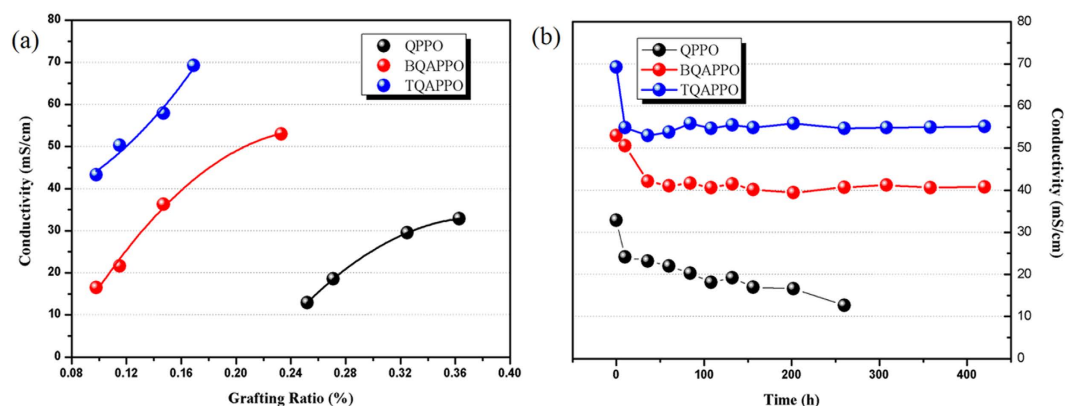 (a)
QPPO
BQAPPO
TQAPPO
Conductivity (mS/cm)
80
70
60
50
40
30
20
10
0
0.08 0.12 0.16 0.20 0.24 0.28 0.32 0.36 0.40
Grafting Ratio (%)
(b)
QPPO
BQAPPO
TQAPPO
80
70
60
50
40
30
20
10
0
Conductivity (mS/cm)
0 100 200 300 400
Time (h)